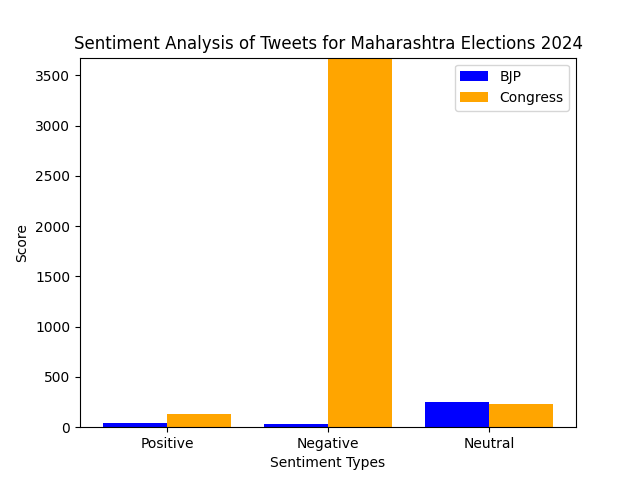 Sentiment Analysis of Tweets for Maharashtra Elections 2024
BJP
Congress
3500
3000
2500
2000
1500
1000
500
0
Score
Positive
Negative
Neutral
Sentiment Types